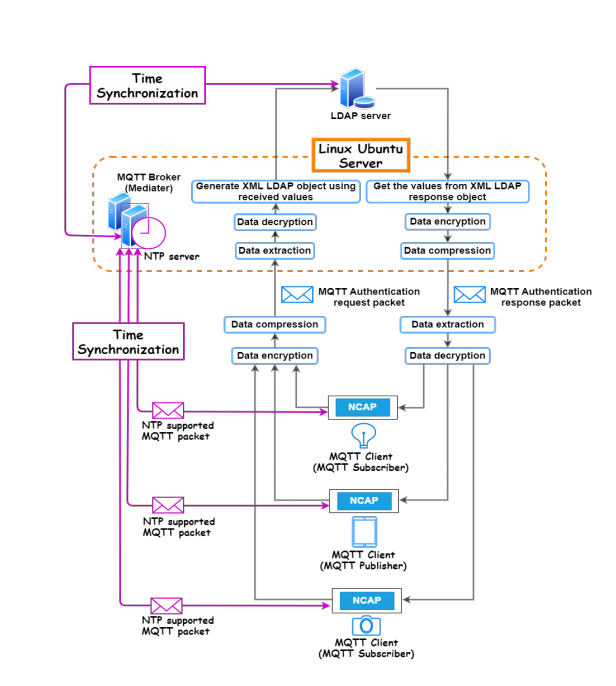 Time
Synchronization
LDAP server
Linux Ubuntu
Server
MQTT Broker
(Mediater)
NTP server
Generate XML LDAP object using
received values
Get the values from XML LDAP
response object
Data decryption
Data encryption
Data extraction
Data compression
MQTT Authentication
request packet
MQTT Authentication
response packet
Data compression
Data extraction
Time
Synchronization
Data encryption
Data decryption
NCAP
NTP supported
MQTT packet
MQTT Client
(MQTT Subscriber)
NCAP
NTP supported
MQTT packet
MQTT Client
(MQTT Publisher)
NCAP
NTP supported
MQTT packet
MQTT Client
(MQTT Subscriber)